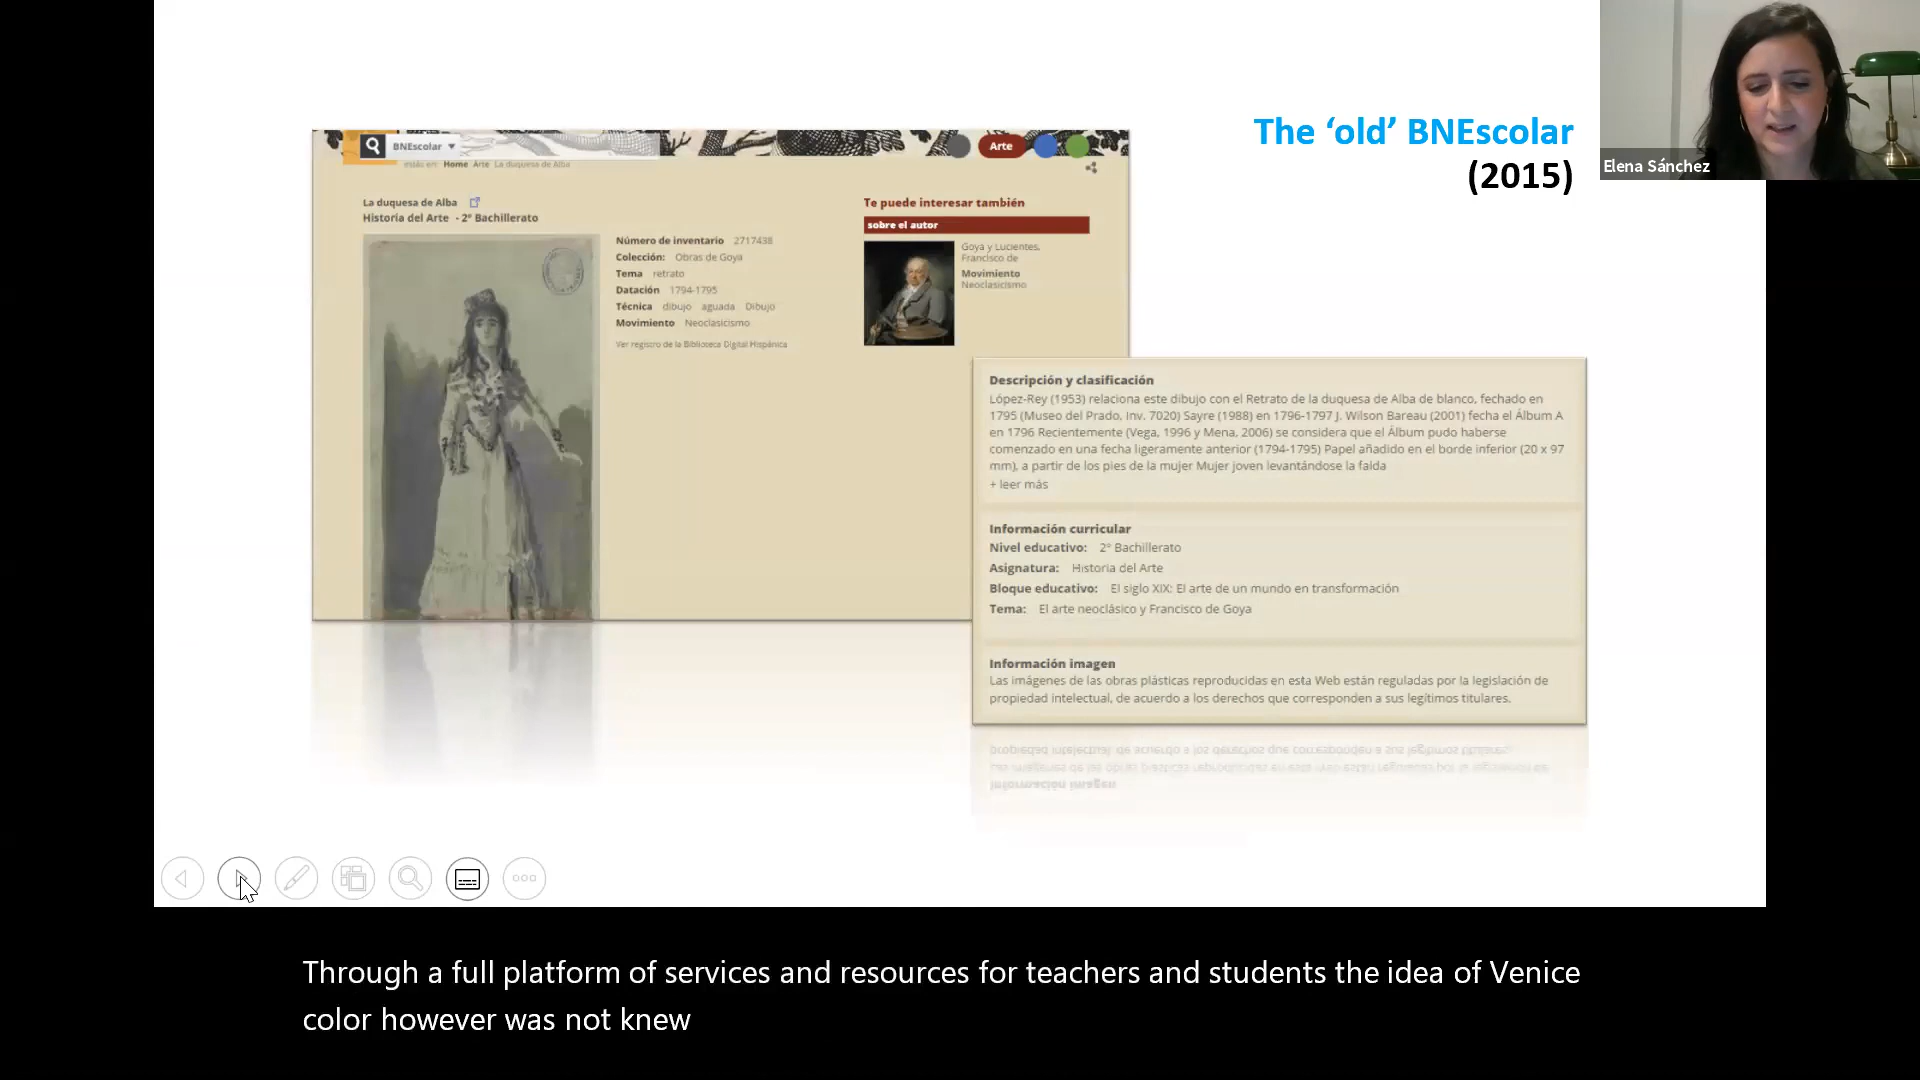 The ‘old’ BNEscolar
(2015)
Elena Sánchez
BNEscolar
Arte
estás en: Home Arte La duquesa de Alba
La duquesa de Alba
Historía del Arte - 2º Bachillerato
Número de inventario 2717438
Colección: Obras de Goya
Tema retrato
Datación 1794-1795
Técnica dibujo aguada Dibujo
Movimiento Neoclasicismo
Ver registro de la Biblioteca Digital Hispánica
Te puede interesar también
sobre el autor
Goya y Lucientes,
Francisco de
Movimiento
Neoclasicismo
Descripción y clasificación
López-Rey (1953) relaciona este dibujo con el Retrato de la duquesa de Alba de blanco, fechado en
1795 (Museo del Prado, Inv. 7020) Sayre (1988) en 1796-1797 J. Wilson Bareau (2001) fecha el Álbum A
en 1796 Recientemente (Vega, 1996 y Mena, 2006) se considera que el Álbum pudo haberse
comenzado en una fecha ligeramente anterior (1794-1795) Papel añadido en el borde inferior (20 x 97
mm), a partir de los pies de la mujer Mujer joven levantándose la falda
+ leer más
Información curricular
Nivel educativo: 2º Bachillerato
Asignatura: Historia del Arte
Bloque educativo: El siglo XIX: El arte de un mundo en transformación
Tema: El arte neoclásico y Francisco de Goya
Información imagen
Las imágenes de las obras plásticas reproducidas en esta Web están reguladas por la legislación de
propiedad intelectual, de acuerdo a los derechos que corresponden a sus legítimos titulares.
Through a full platform of services and resources for teachers and students the idea of Venice
color however was not knew